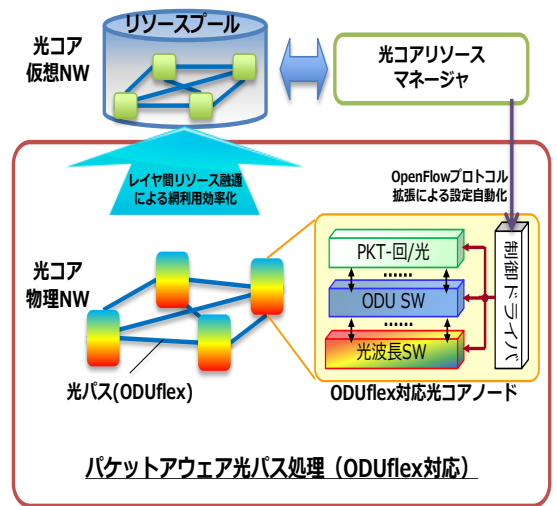 リソースプール
光コア
仮想NW
光コアリソース
マネージャ
レイヤ間リソース融通
による網利用効率化
OpenFlowプロトコル
拡張による設定自動化
光コア
物理NW
PKT-回/光
......
ODU SW
......
光波長SW
制御ドライバ
光パス(ODUflex)
ODUflex対応光コアノード
パケットアウェア光パス処理（ODUflex対応）